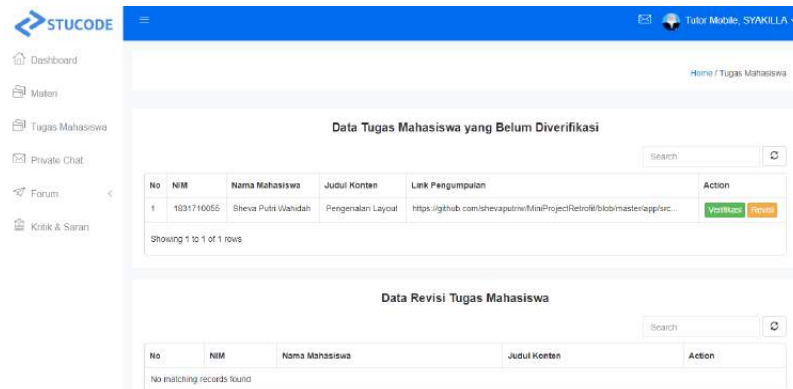 STUCODE
Tutor Mobile, SYAKILLA
Dashboard
Materi
Tugas Mahasiswa
Private Chat
Forum
Kritik & Saran
Home / Tugas Mahasiswa
Data Tugas Mahasiswa yang Belum Diverifikasi
Search
No NIM Nama Mahasiswa Judul Konten Link Pengumpulan Action
1 1831710055 Sheva Putri Wahidah Pengenalan Layout https://github.com/shevaputriw/MiniProjectRetrofit/blob/master/app/src... Verifikasi Revisi
Showing 1 to 1 of 1 rows
Data Revisi Tugas Mahasiswa
Search
No NIM Nama Mahasiswa Judul Konten Action
No matching records found